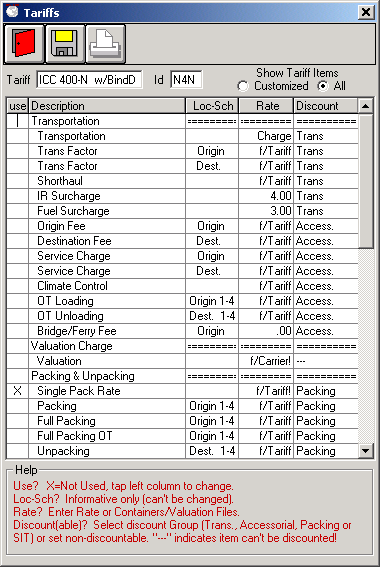 Tariffs
Tariff ICC 400-N w/BindD Id N4N Show Tariff Items
Customized All
use Description Loc-Sch Rate Discount
Transportation ========= ========= ===========
Transportation Charge Trans
Trans Factor Origin f/Tariff Trans
Trans Factor Dest. f/Tariff Trans
Shorthaul f/Tariff Trans
IR Surcharge 4.00 Trans
Fuel Surcharge 3.00 Trans
Origin Fee Origin f/Tariff Access.
Destination Fee Dest. f/Tariff Access.
Service Charge Origin f/Tariff Access.
Service Charge Dest. f/Tariff Access.
Climate Control f/Tariff Access.
OT Loading Origin 1-4 f/Tariff Access.
OT Unloading Dest. 1-4 f/Tariff Access.
Bridge/Ferry Fee Origin .00 Access.
Valuation Charge ========= ========= ===========
Valuation f/Carrier! ---
Packing & Unpacking ========= ========= ===========
X Single Pack Rate f/Tariff! Packing
Packing Origin 1-4 f/Tariff Packing
Full Packing Origin 1-4 f/Tariff Packing
Full Packing OT Origin 1-4 f/Tariff Packing
Unpacking Dest. 1-4 f/Tariff Packing
Help
Use? X=Not Used, tap left column to change.
Loc-Sch? Informative only (can't be changed).
Rate? Enter Rate or Containers/Valuation Files.
Discount(able)? Select discount Group (Trans., Accessorial, Packing or
SIT) or set non-discountable. "---" indicates item can't be discounted!